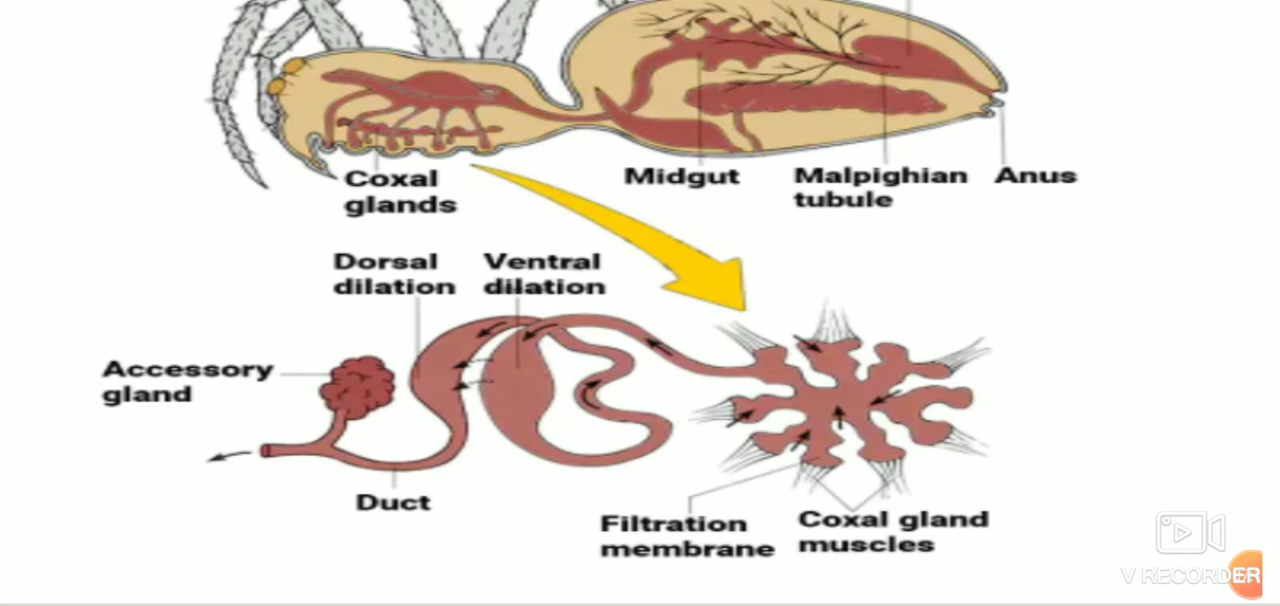 Coxal
glands
Midgut
Malpighian
tubule
Anus
Dorsal
dilation
Ventral
dilation
Accessory
gland
Duct
Filtration
membrane
Coxal gland
muscles
V RECORDER